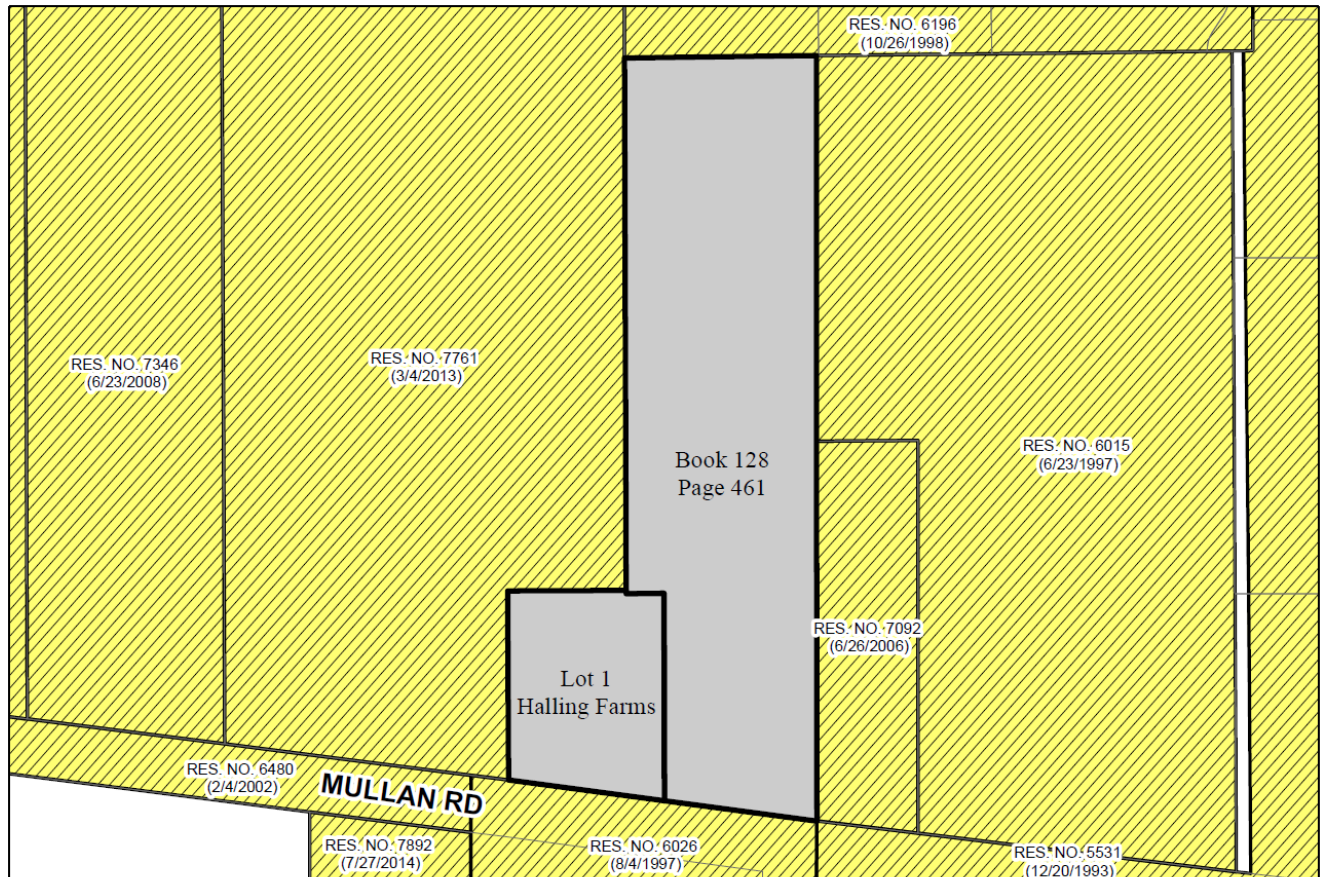 RES. NO. 6196
(10/26/1998)
RES. NO. 7346
(6/23/2008)
RES. NO. 7761
(3/4/2013)
Book 128
Page 461
RES. NO. 6015
(6/23/1997)
RES. NO. 7092
(6/26/2006)
Lot 1
Halling Farms
RES. NO. 6480
(2/4/2002)
MULLAN RD
RES. NO. 7892
(7/27/2014)
RES. NO. 6026
(8/4/1997)
RES. NO. 5531
(12/20/1993)